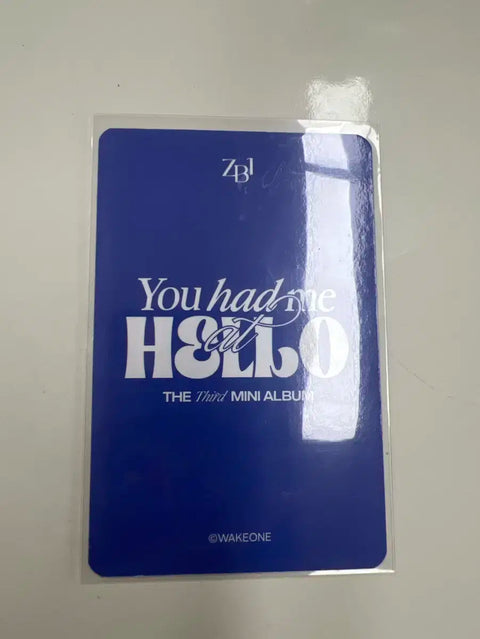 ZB1
You had me
at
HELLO
THE Third MINI ALBUM
©WAKEONE